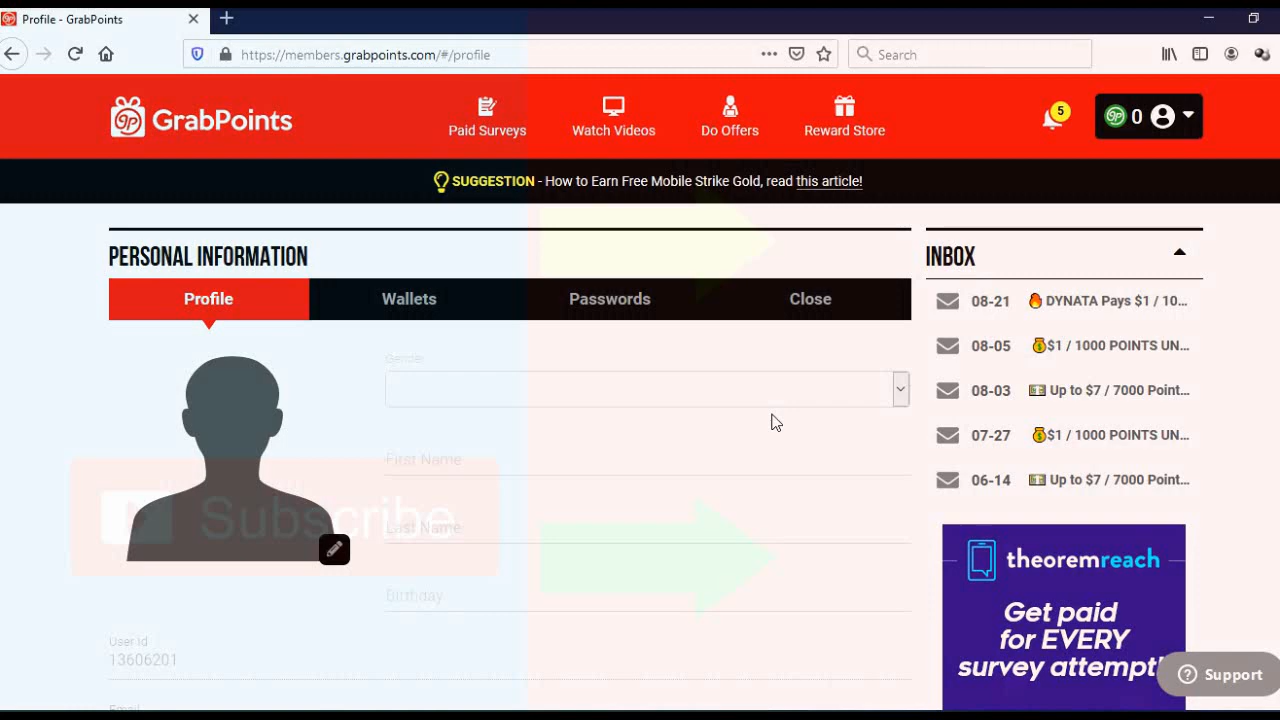 Profile - GrabPoints
https://members.grabpoints.com/#/profile
Search
GrabPoints
Paid Surveys
Watch Videos
Do Offers
Reward Store
5
0
SUGGESTION - How to Earn Free Mobile Strike Gold, read this article!
PERSONAL INFORMATION
Profile
Wallets
Passwords
Close
Gender
First Name
Last Name
Birthday
User Id
13606201
Email
Subscribe
INBOX
08-21 DYNATA Pays $1 / 10...
08-05 $1 / 1000 POINTS UN...
08-03 Up to $7 / 7000 Point...
07-27 $1 / 1000 POINTS UN...
06-14 Up to $7 / 7000 Point...
theoremreach
Get paid
for EVERY
survey attempt!
Support